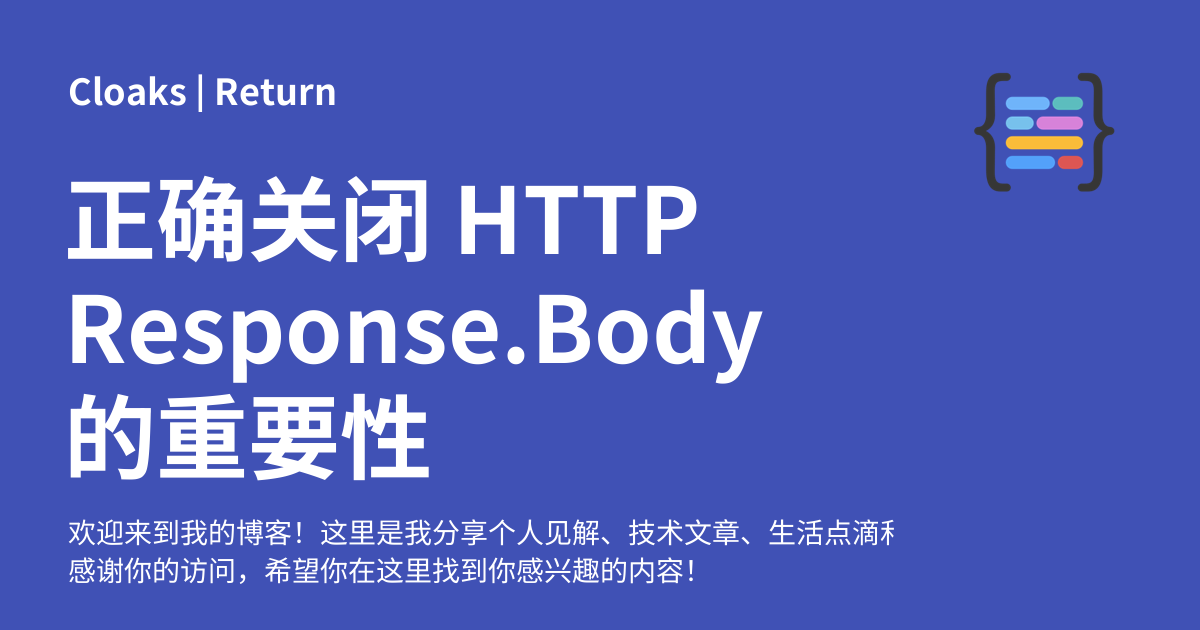 Cloaks | Return
正确关闭 HTTP
Response.Body
的重要性
欢迎来到我的博客！这里是我分享个人见解、技术文章、生活点滴
感谢你的访问，希望你在这里找到你感兴趣的内容！